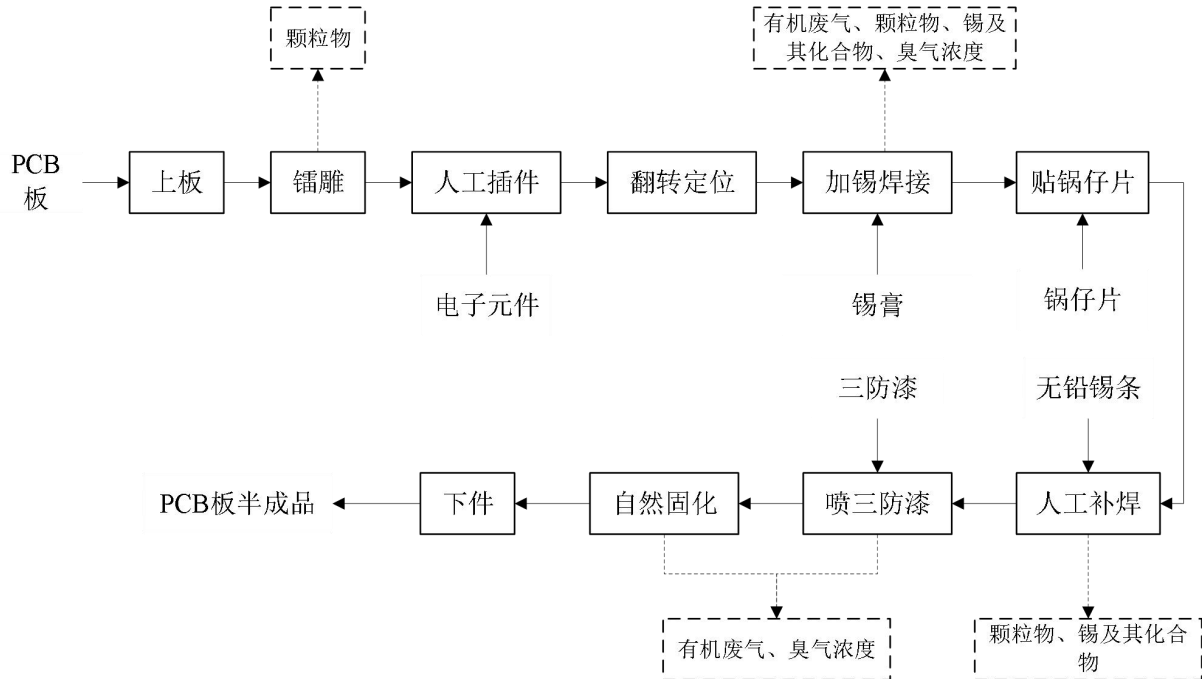 颗粒物
有机废气、颗粒物、锡及
其化合物、臭气浓度
PCB
板
上板
镭雕
人工插件
翻转定位
加锡焊接
贴锅仔片
电子元件
锡膏
锅仔片
三防漆
无铅锡条
PCB板半成品
下件
自然固化
喷三防漆
人工补焊
有机废气、臭气浓度
颗粒物、锡及其化合
物